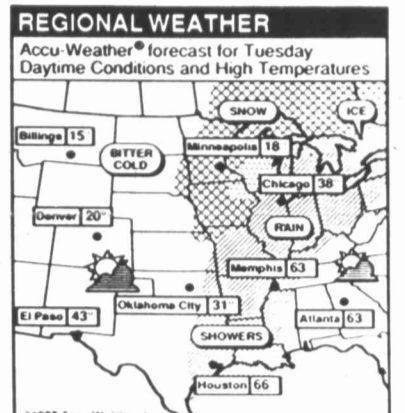 REGIONAL WEATHER
Accu-Weather® forecast for Tuesday
Daytime Conditions and High Temperatures
SNOW
ICE
Billings 15°
BITTER
COLD
Minneapolis 18
Chicago 38
Denver 20°
RAIN
Memphis 63
Oklahoma City 31°
El Paso 43°
Atlanta 63
SHOWERS
Houston 66